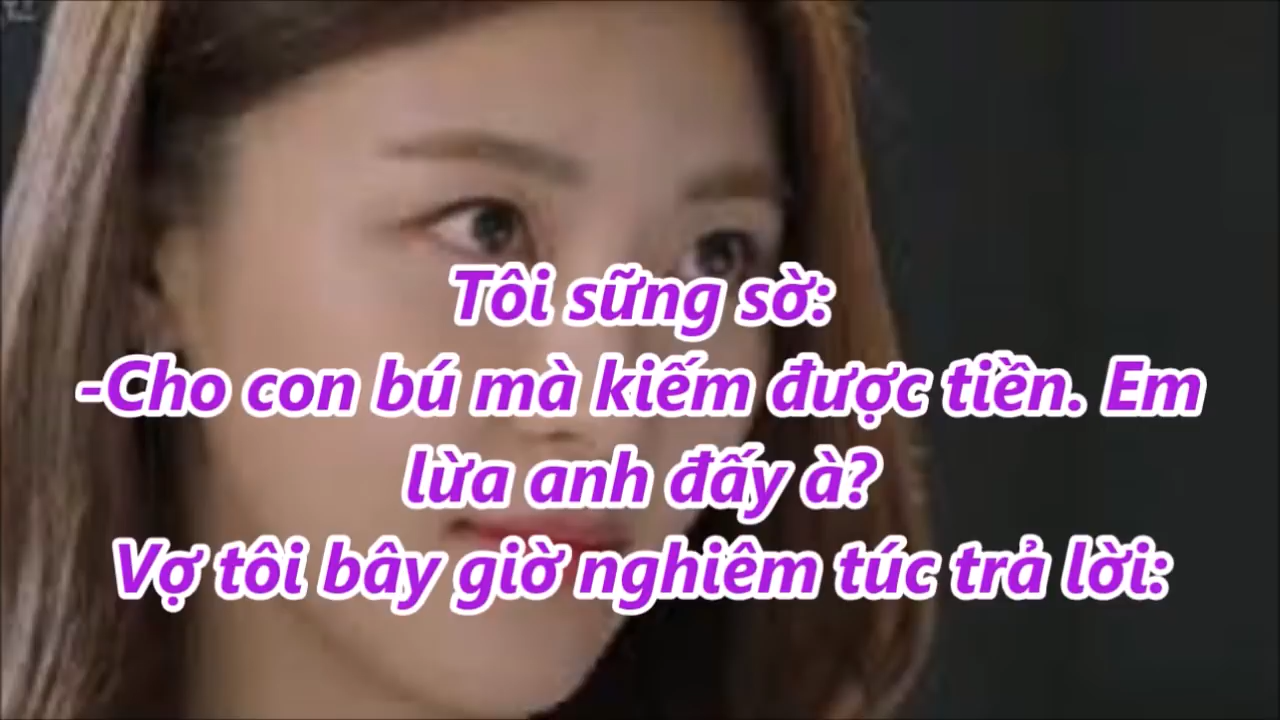 Tôi sững sờ:
-Cho con bú mà kiếm được tiền. Em
lừa anh đấy à?
Vợ tôi bây giờ nghiêm túc trả lời: